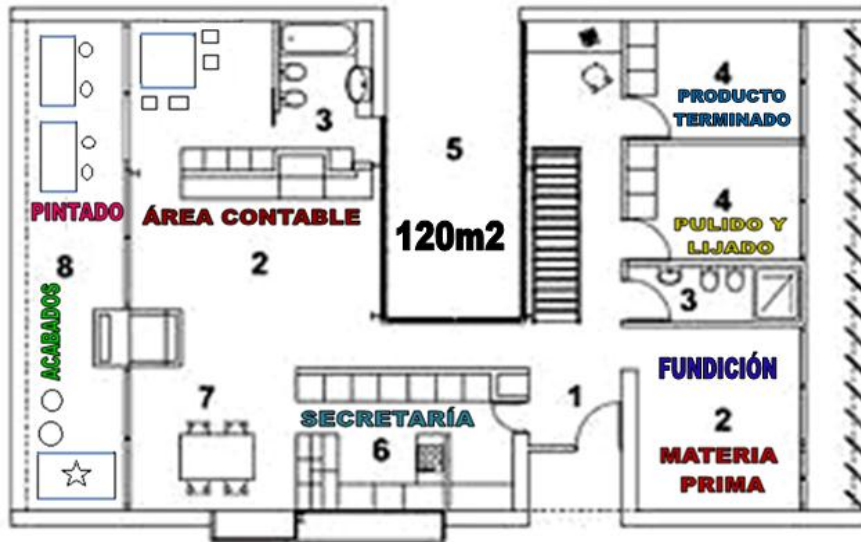 4
PRODUCTO
TERMINADO
3
5
PINTADO
ÁREA CONTABLE
120m2
4
PULIDO Y
LIJADO
8
2
3
ACABADOS
FUNDICIÓN
7
SECRETARÍA
1
6
2
MATERIA
PRIMA